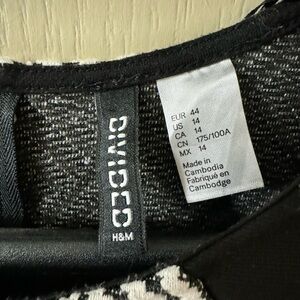 DIVIDED
H&M
EUR 44
US 14
CA 14
CN 175/100A
MX 14
Made in
Cambodia
Fabriqué en
Cambodge